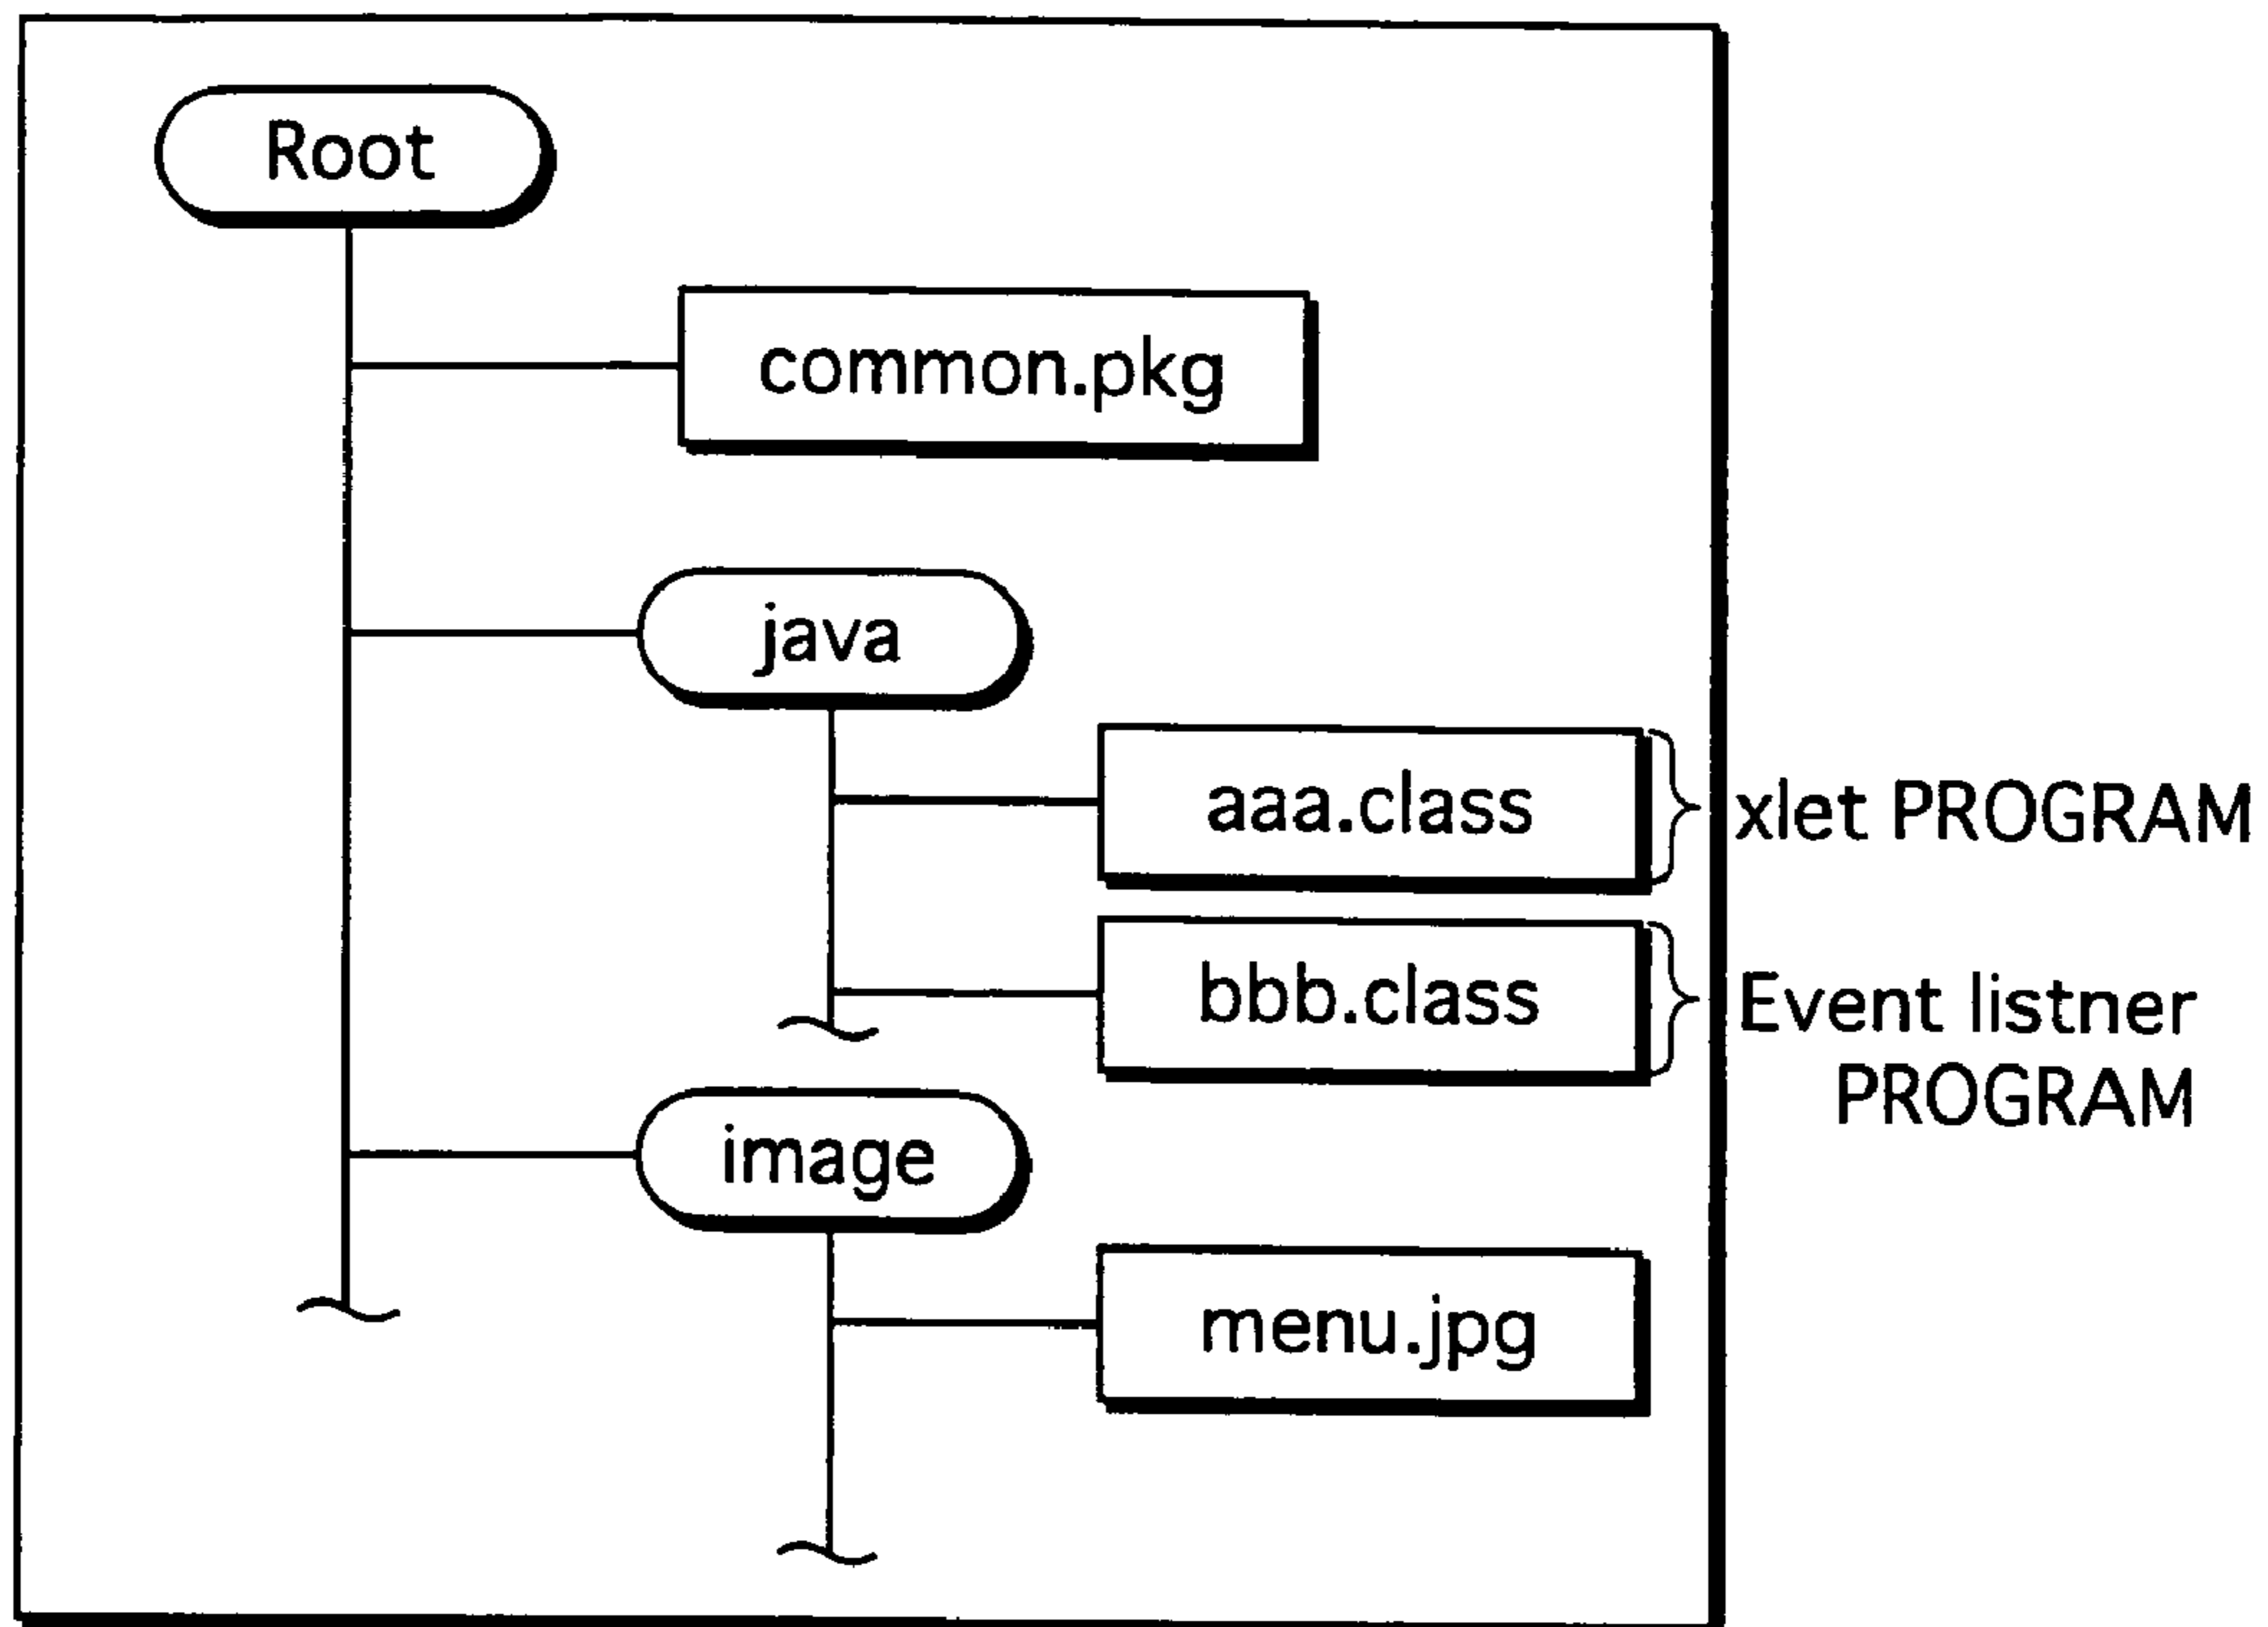 Root
common.pkg
java
aaa.class
xlet PROGRAM
bbb.class
Event listner
PROGRAM
image
menu.jpg